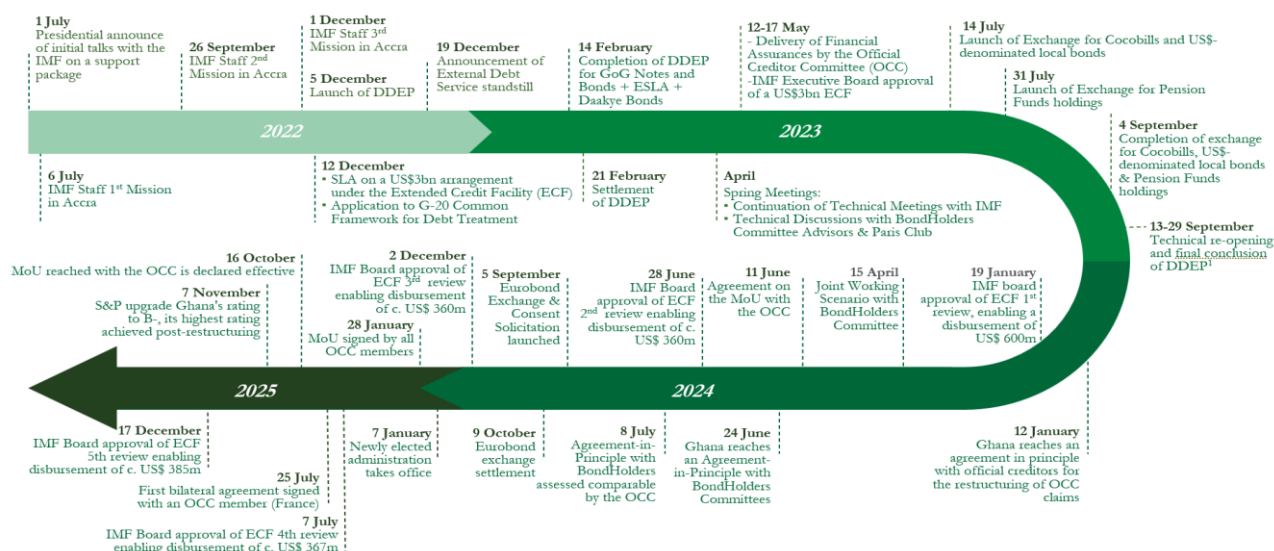 1 July
Presidential announce
of initial talks with the
IMF on a support
package
26 September
IMF Staff 2nd
Mission in Accra
1 December
IMF Staff 3rd
Mission in Accra
5 December
Launch of DDEP
19 December
Announcement of
External Debt
Service standstill
14 February
Completion of DDEP
for GoG Notes and
Bonds + ESLA +
Daakye Bonds
12-17 May
- Delivery of Financial
Assurances by the Official
Creditor Committee (OCC)
-IMF Executive Board approval
of a US$3bn ECF
14 July
Launch of Exchange for Cocobills and US$-
denominated local bonds
31 July
Launch of Exchange for Pension
Funds holdings
4 September
Completion of exchange
for Cocobills, US$-
denominated local bonds
& Pension Funds
holdings
2022
2023
6 July
IMF Staff 1st Mission
in Accra
12 December
• SLA on a US$3bn arrangement
under the Extended Credit Facility (ECF)
• Application to G-20 Common
Framework for Debt Treatment
21 February
Settlement
of DDEP
April
Spring Meetings:
• Continuation of Technical Meetings with IMF
• Technical Discussions with BondHolders
Committee Advisors & Paris Club
13-29 September
Technical re-opening
and final conclusion
of DDEP1
16 October
MoU reached with the OCC is declared effective
7 November
S&P upgrade Ghana's rating
to B-, its highest rating
achieved post-restructuring
28 January
MoU signed by all
OCC members
2 December
IMF Board approval of
ECF 3rd review
enabling disbursement
of c. US$ 360m
5 September
Eurobond
Exchange &
Consent
Solicitation
launched
28 June
IMF Board
approval of ECF
2nd review enabling
disbursement of c.
US$ 360m
11 June
Agreement on
the MoU with
the OCC
15 April
Joint Working
Scenario with
BondHolders
Committee
19 January
IMF board
approval of ECF 1st
review, enabling a
disbursement of
US$ 600m
2025
2024
17 December
IMF Board approval of ECF
5th review enabling
disbursement of c. US$ 385m
25 July
First bilateral agreement signed
with an OCC member (France)
7 July
IMF Board approval of ECF 4th review
enabling disbursement of c. US$ 367m
7 January
Newly elected
administration
takes office
9 October
Eurobond
exchange
settlement
8 July
Agreement-in-
Principle with
BondHolders
assessed comparable
by the OCC
24 June
Ghana reaches
an Agreement-
in-Principle with
BondHolders
Committees
12 January
Ghana reaches an
agreement in principle
with official creditors for
the restructuring of OCC
claims